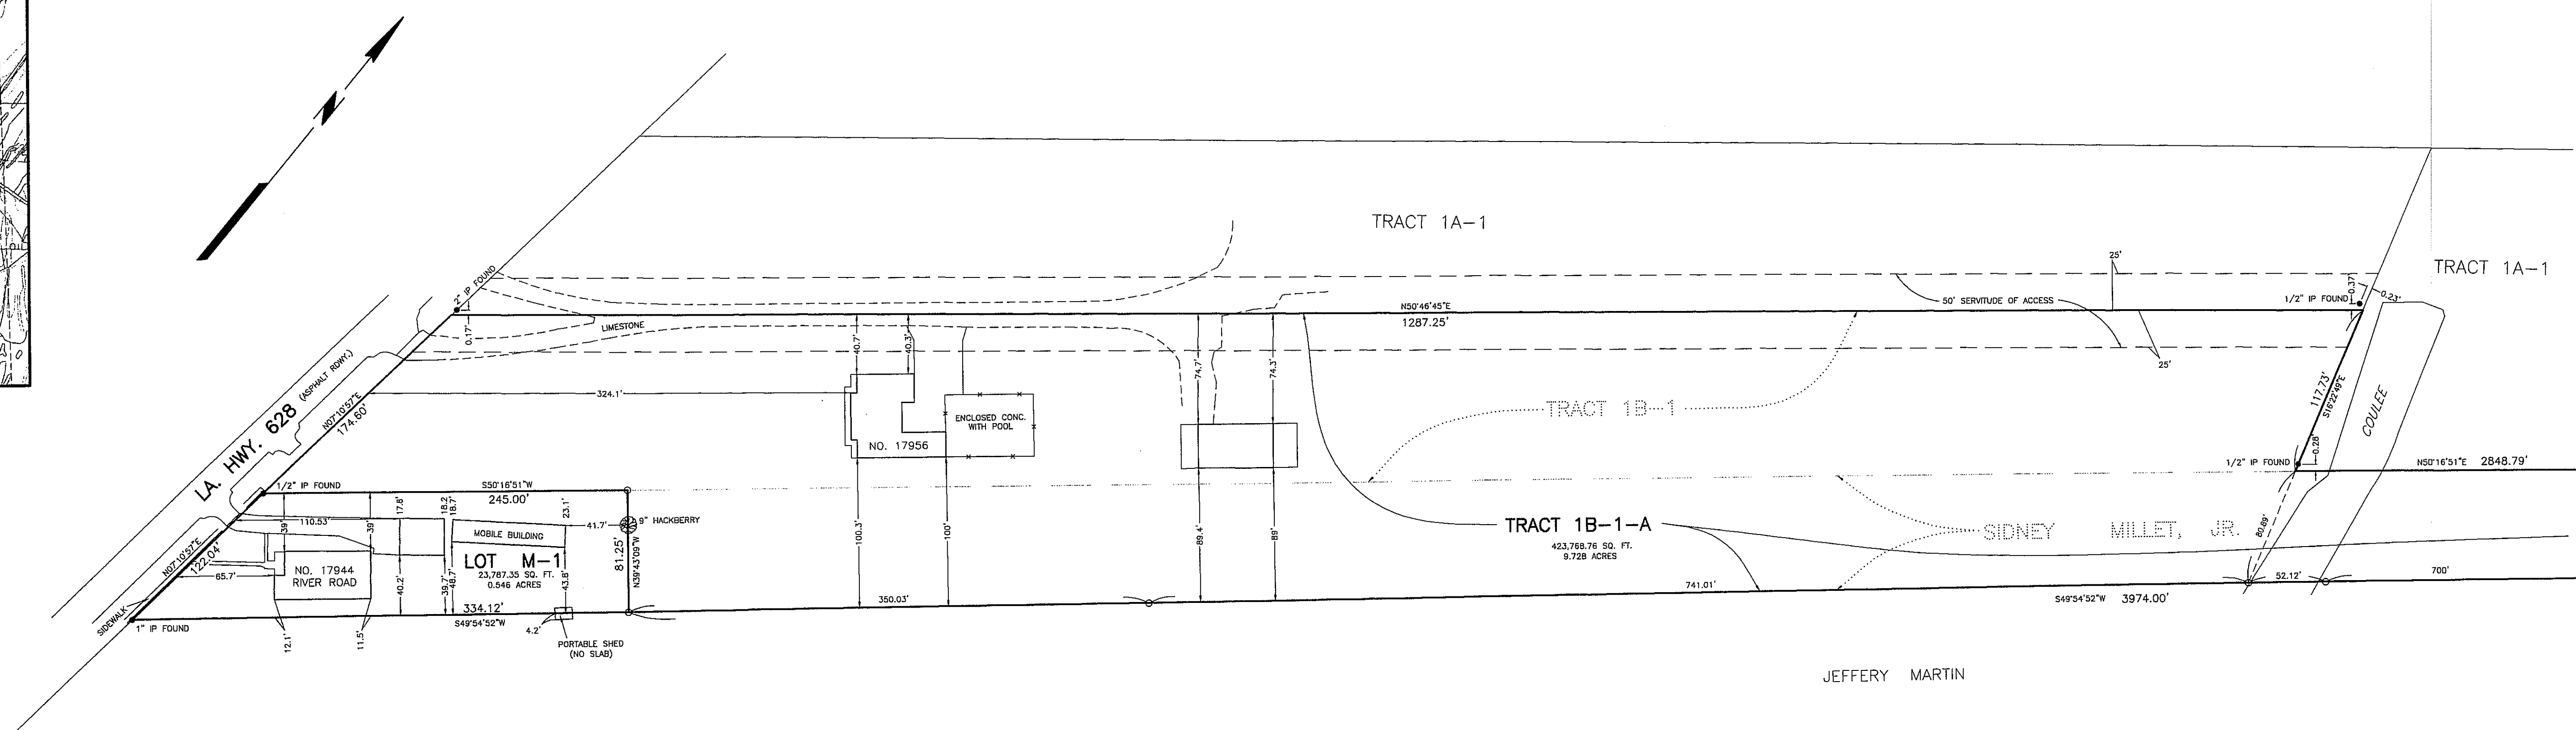 N
TRACT 1A-1
TRACT 1A-1
25'
25'
50' SERVITUDE OF ACCESS
1/2" IP FOUND
0.37'
0.23'
N50°46'45"E
1287.25'
2" IP FOUND
0.17'
LIMESTONE
LA. HWY. 628 (ASPHALT RDWY.)
N07°10'57"E
174.60'
324.1'
40.7'
40.3'
74.7'
74.3'
ENCLOSED CONC.
WITH POOL
NO. 17956
TRACT 1B-1
117.73'
S16°22'49"E
COULEE
0.28'
1/2" IP FOUND
N50°16'51"E 2848.79'
1/2" IP FOUND
S50°16'51"W
245.00'
110.53'
39'
39'
17.8'
18.2
18.7'
23.1'
41.7'
9" HACKBERRY
MOBILE BUILDING
LOT M-1
23,787.35 SQ. FT.
0.546 ACRES
81.25'
N39°43'09"W
N07°10'57"E
122.04'
65.7'
NO. 17944
RIVER ROAD
40.2'
39.7'
48.7'
43.8'
100.3'
100'
89.4'
89'
TRACT 1B-1-A
423,768.76 SQ. FT.
9.728 ACRES
SIDNEY MILLET, JR.
80.89'
52.12'
700'
SIDEWALK
1" IP FOUND
12.1'
11.5'
334.12'
S49°54'52"W
4.2'
PORTABLE SHED
(NO SLAB)
350.03'
741.01'
S49°54'52"W 3974.00'
JEFFERY MARTIN